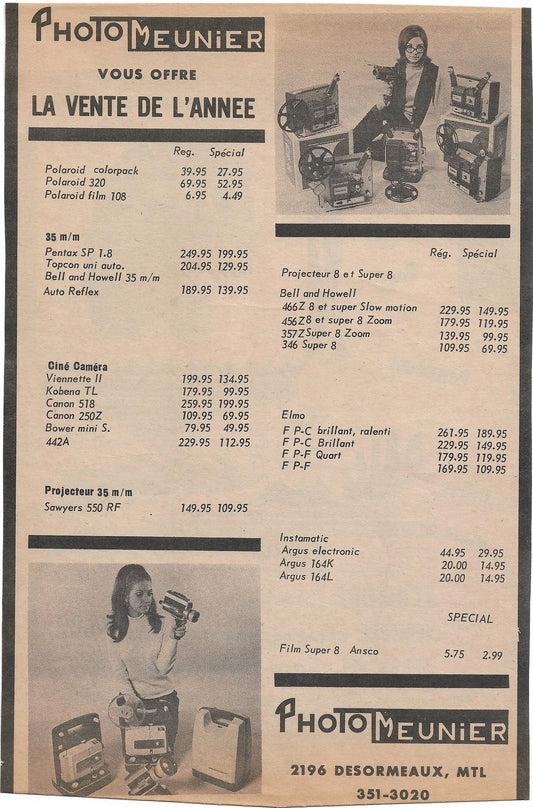 PHOTO MEUNIER
VOUS OFFRE
LA VENTE DE L'ANNEE
Reg. Spécial
Polaroid colorpack 39.95 27.95
Polaroid 320 69.95 52.95
Polaroid film 108 6.95 4.49
35 m/m
Pentax SP 1.8 249.95 199.95
Topcon uni auto. 204.95 129.95
Bell and Howell 35 m/m
Auto Reflex 189.95 139.95
Ciné Caméra
Viennette II 199.95 134.95
Kobena TL 179.95 99.95
Canon 518 259.95 199.95
Canon 250Z 109.95 69.95
Bower mini S. 79.95 49.95
442A 229.95 112.95
Projecteur 35 m/m
Sawyers 550 RF 149.95 109.95
Rég. Spécial
Projecteur 8 et Super 8
Bell and Howell
466Z 8 et super Slow motion 229.95 149.95
456Z 8 et super 8 Zoom 179.95 119.95
357Z Super 8 Zoom 139.95 99.95
346 Super 8 109.95 69.95
Elmo
F P-C brillant, ralenti 261.95 189.95
F P-C Brillant 229.95 149.95
F P-F Quart 179.95 119.95
F P-F 169.95 109.95
Instamatic
Argus electronic 44.95 29.95
Argus 164K 20.00 14.95
Argus 164L 20.00 14.95
SPECIAL
Film Super 8 Ansco 5.75 2.99
PHOTO MEUNIER
2196 DESORMEAUX, MTL
351-3020